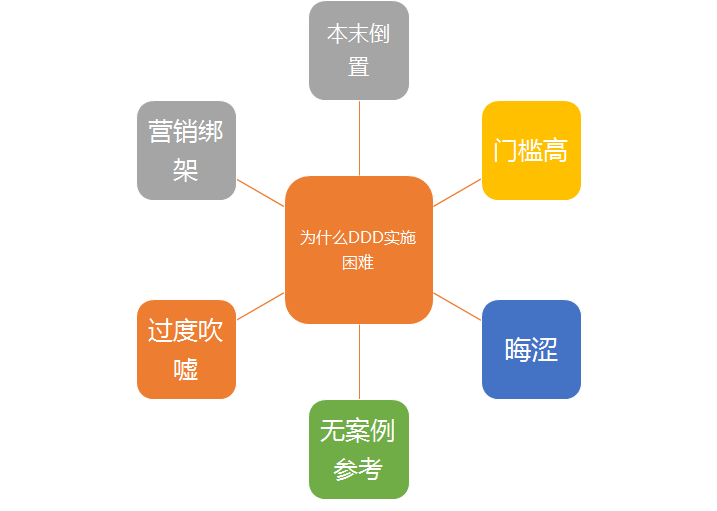 本末倒
置
营销绑
架
门槛高
为什么DDD实施
困难
过度吹
嘘
晦涩
无案例
参考